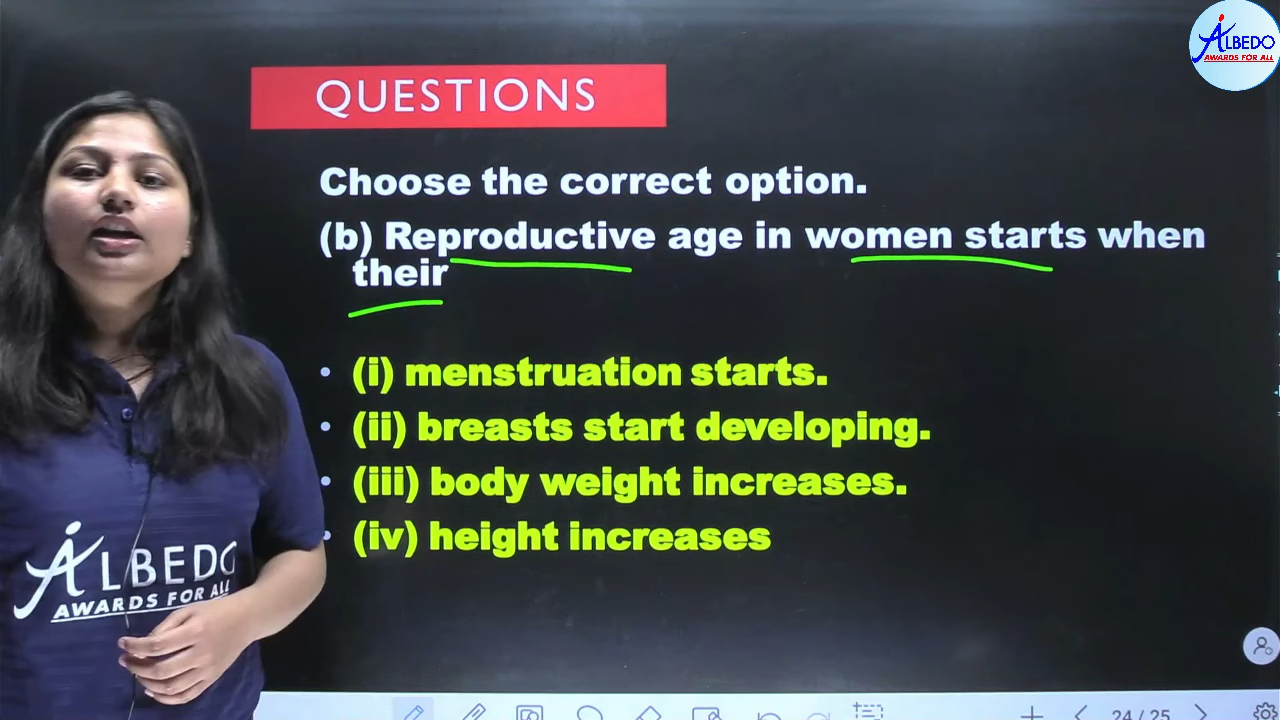 ALBEDO
AWARDS FOR ALL
QUESTIONS
Choose the correct option.
(b) Reproductive age in women starts when
their
• (i) menstruation starts.
• (ii) breasts start developing.
• (iii) body weight increases.
• (iv) height increases
ALBEDO
AWARDS FOR ALL
24 / 25